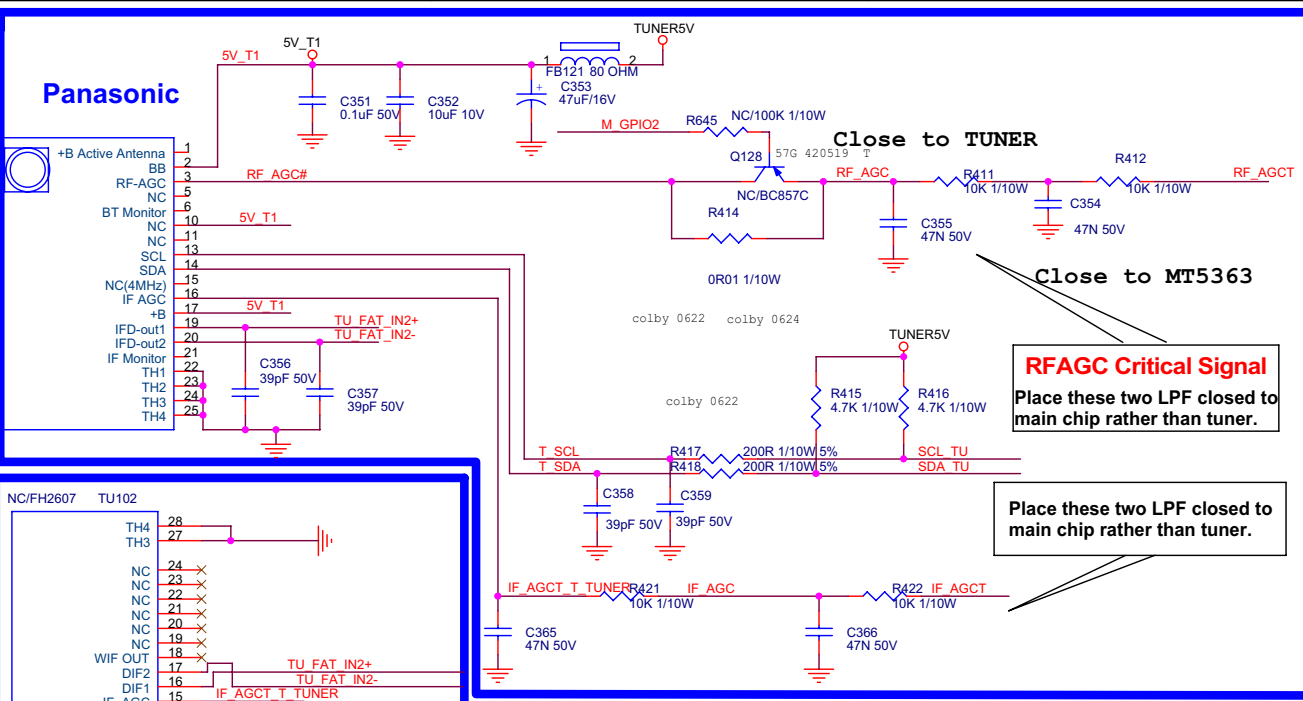 TUNER5V
5V_T1
5V_T1
1
2
FB121 80 OHM
Panasonic
C351
0.1uF 50V
C352
10uF 10V
+
C353
47uF/16V
M_GPIO2
R645
NC/100K 1/10W
Close to TUNER
Q128
57G 420519 T
NC/BC857C
RF_AGC#
RF_AGC
R411
10K 1/10W
R412
10K 1/10W
RF_AGCT
R414
0R01 1/10W
C355
47N 50V
C354
47N 50V
Close to MT5363
+B Active Antenna 1
BB 2
RF-AGC 3
NC 5
BT Monitor 6
NC 10
5V_T1
NC 11
SCL 13
SDA 14
NC(4MHz) 15
IF AGC 16
+B 17
5V_T1
IFD-out1 19
TU_FAT_IN2+
IFD-out2 20
TU_FAT_IN2-
IF Monitor 21
TH1 22
TH2 23
TH3 24
TH4 25
C356
39pF 50V
C357
39pF 50V
colby 0622 colby 0624
TUNER5V
RFAGC Critical Signal
Place these two LPF closed to
main chip rather than tuner.
R415
4.7K 1/10W
R416
4.7K 1/10W
colby 0622
T_SCL
R417
200R 1/10W 5%
SCL_TU
T_SDA
R418
200R 1/10W 5%
SDA_TU
C358
39pF 50V
C359
39pF 50V
Place these two LPF closed to
main chip rather than tuner.
IF_AGCT_T_TUNER
R421
10K 1/10W
IF_AGC
R422
10K 1/10W
IF_AGCT
C365
47N 50V
C366
47N 50V
NC/FH2607 TU102
TH4 28
TH3 27
NC 24
NC 23
NC 22
NC 21
NC 20
NC 19
WIF OUT 18
DIF2 17
TU_FAT_IN2+
DIF1 16
TU_FAT_IN2-
IF AGC 15
IF_AGCT_T_TUNER